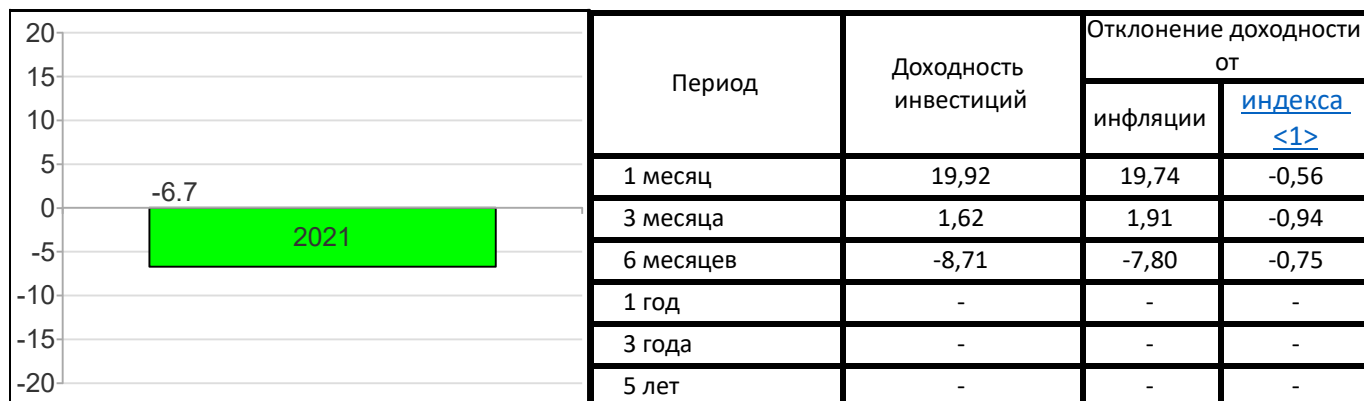 20
15
10
5
0
-5
-10
-15
-20
-6.7
2021
Период
Доходность
инвестиций
Отклонение доходности
от
инфляции
индекса
<1>
1 месяц 19,92 19,74 -0,56
3 месяца 1,62 1,91 -0,94
6 месяцев -8,71 -7,80 -0,75
1 год - - -
3 года - - -
5 лет - - -